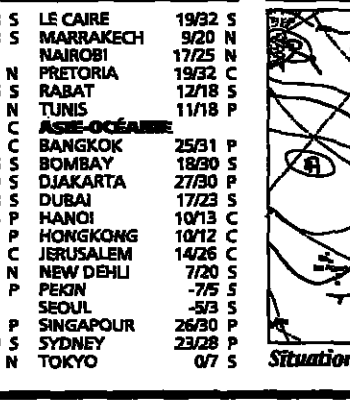 S LE CAIRE 19/32 S
S MARRAKECH 9/20 N
NAIROBI 17/25 N
N PRETORIA 19/32 C
S RABAT 12/18 S
N TUNIS 11/18 P
C ASIE-OCÉANIE
C BANGKOK 25/31 P
S BOMBAY 18/30 S
S DJAKARTA 27/30 P
S DUBAI 17/23 S
P HANOI 10/13 C
P HONGKONG 10/12 C
C JERUSALEM 14/26 C
N NEW DEHLI 7/20 S
P PEKIN -7/5 S
SEOUL -5/3 S
P SINGAPOUR 26/30 P
S SYDNEY 23/28 P
N TOKYO 0/7 S
Situation